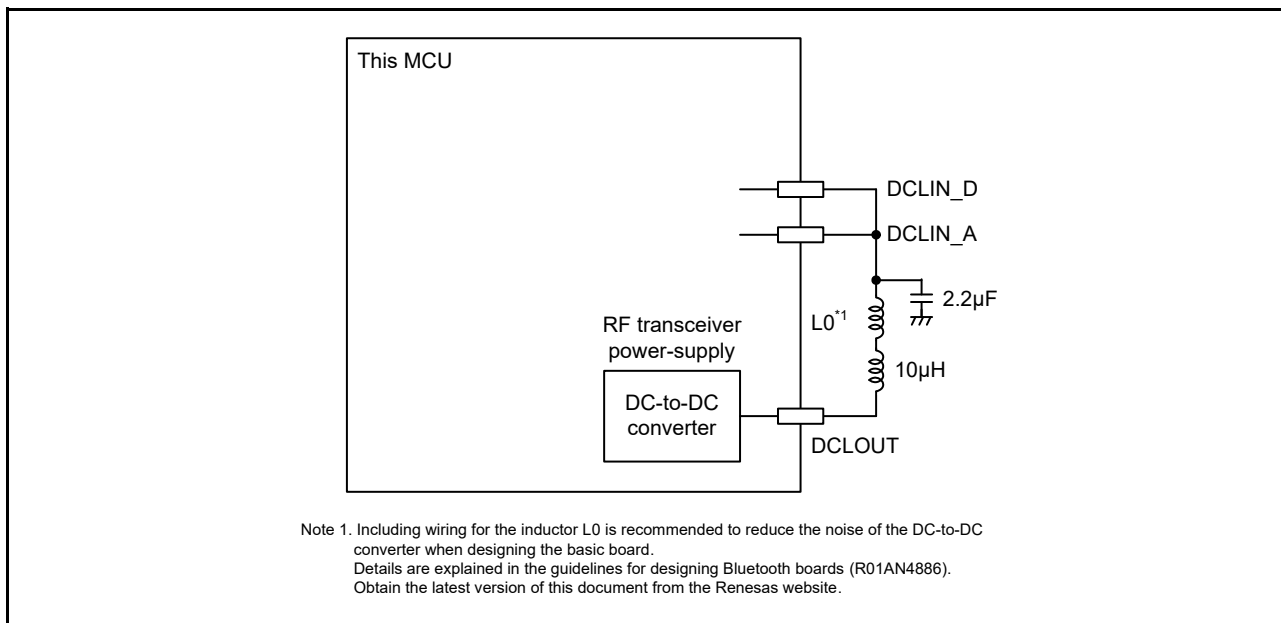 This MCU
DCLIN_D
DCLIN_A
2.2µF
L0*1
RF transceiver
power-supply
10µH
DC-to-DC
converter
DCLOUT
Note 1. Including wiring for the inductor L0 is recommended to reduce the noise of the DC-to-DC
converter when designing the basic board.
Details are explained in the guidelines for designing Bluetooth boards (R01AN4886).
Obtain the latest version of this document from the Renesas website.